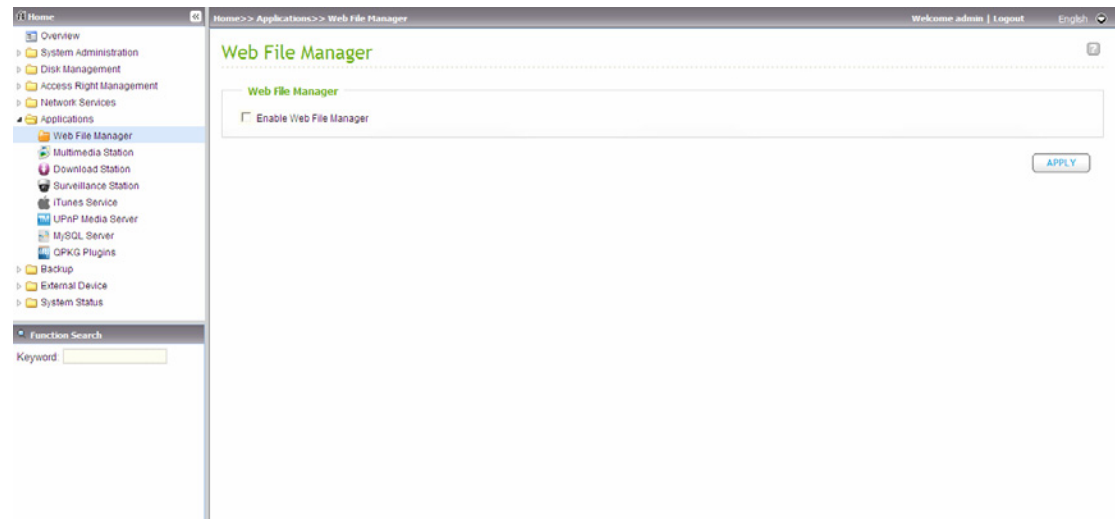 Home
Home>> Applications>> Web File Manager
Welcome admin | Logout
English
Overview
System Administration
Disk Management
Access Right Management
Network Services
Applications
Web File Manager
Multimedia Station
Download Station
Surveillance Station
iTunes Service
UPnP Media Server
MySQL Server
QPKG Plugins
Backup
External Device
System Status
Function Search
Keyword:
Web File Manager
?
Web File Manager
Enable Web File Manager
APPLY